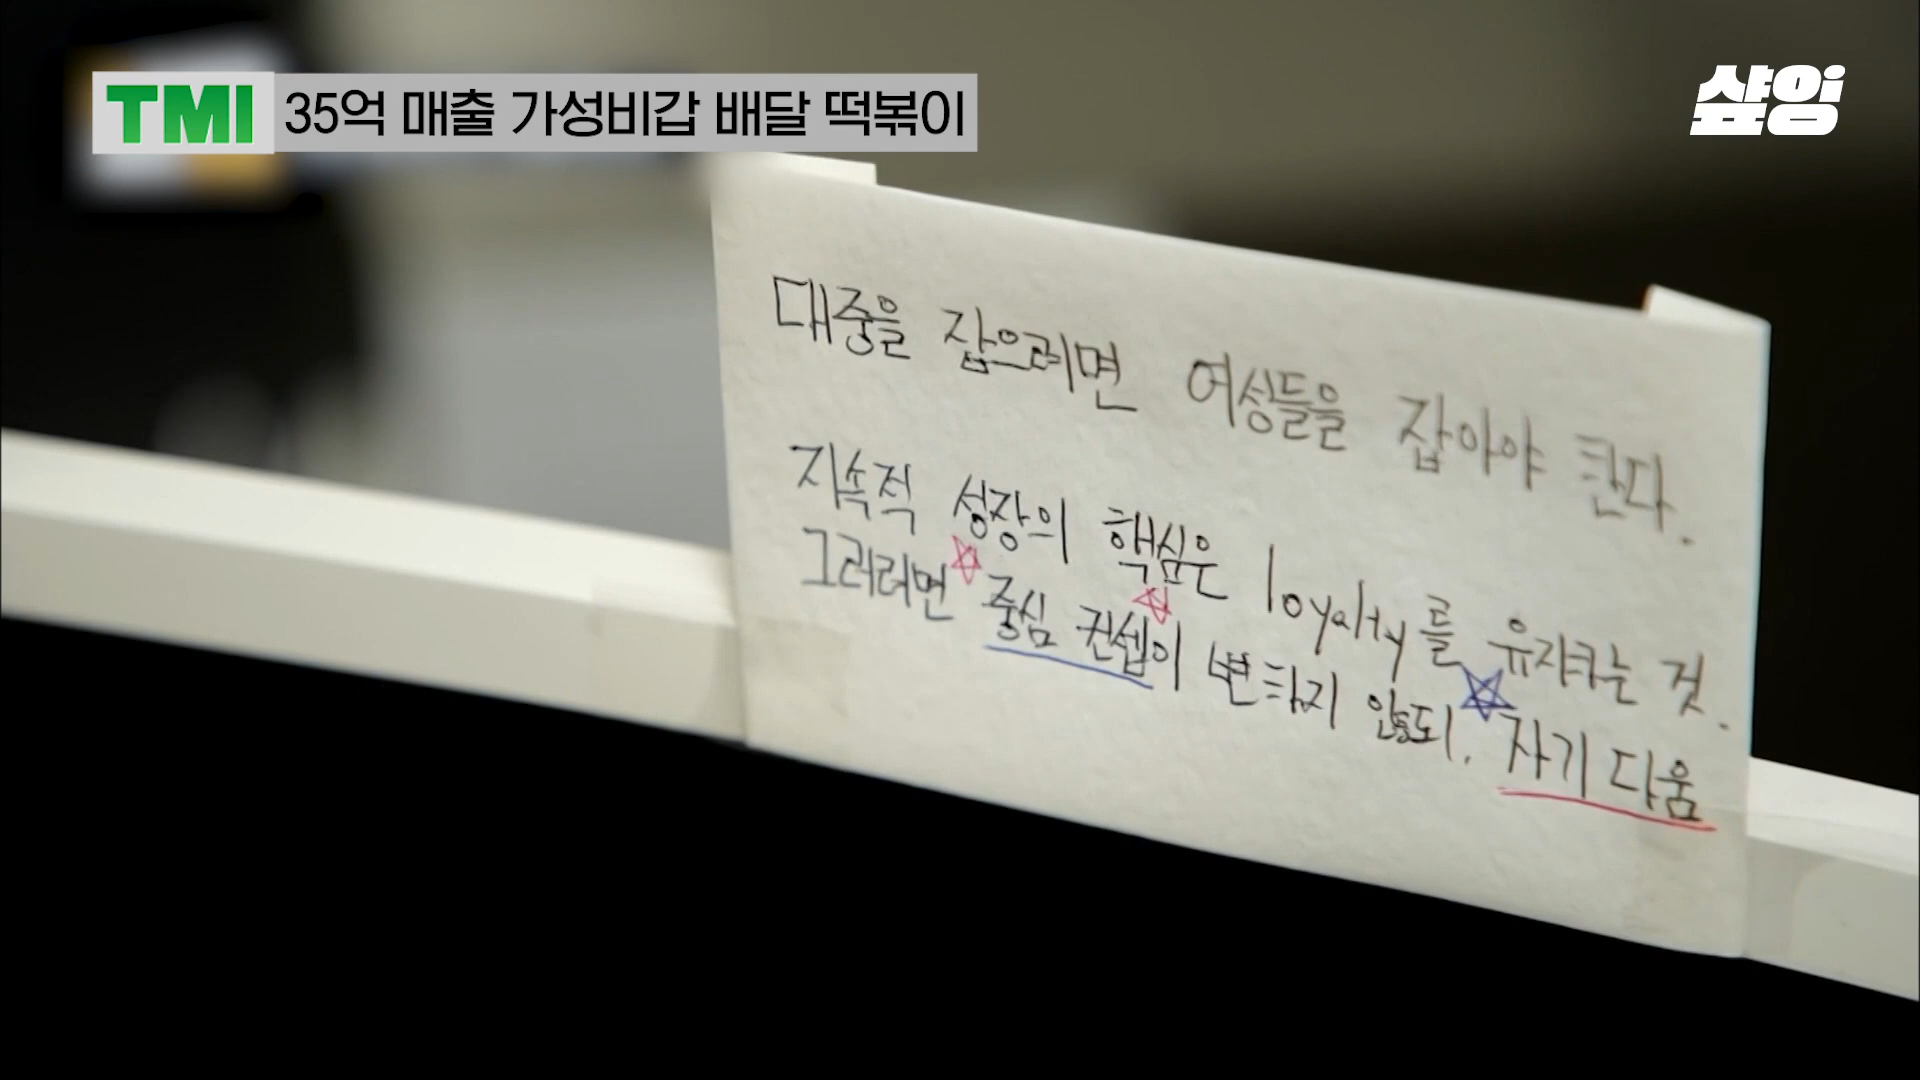 TMI 35억 매출 가성비갑 배달 떡볶이
샾잉
대중을 잡으려면 여성들을 잡아야 한다.
지속적 성장의 핵심은 loyalty를 유지하는 것.
그러려면 중심 컨셉이 변하지 않되. 자기 다움